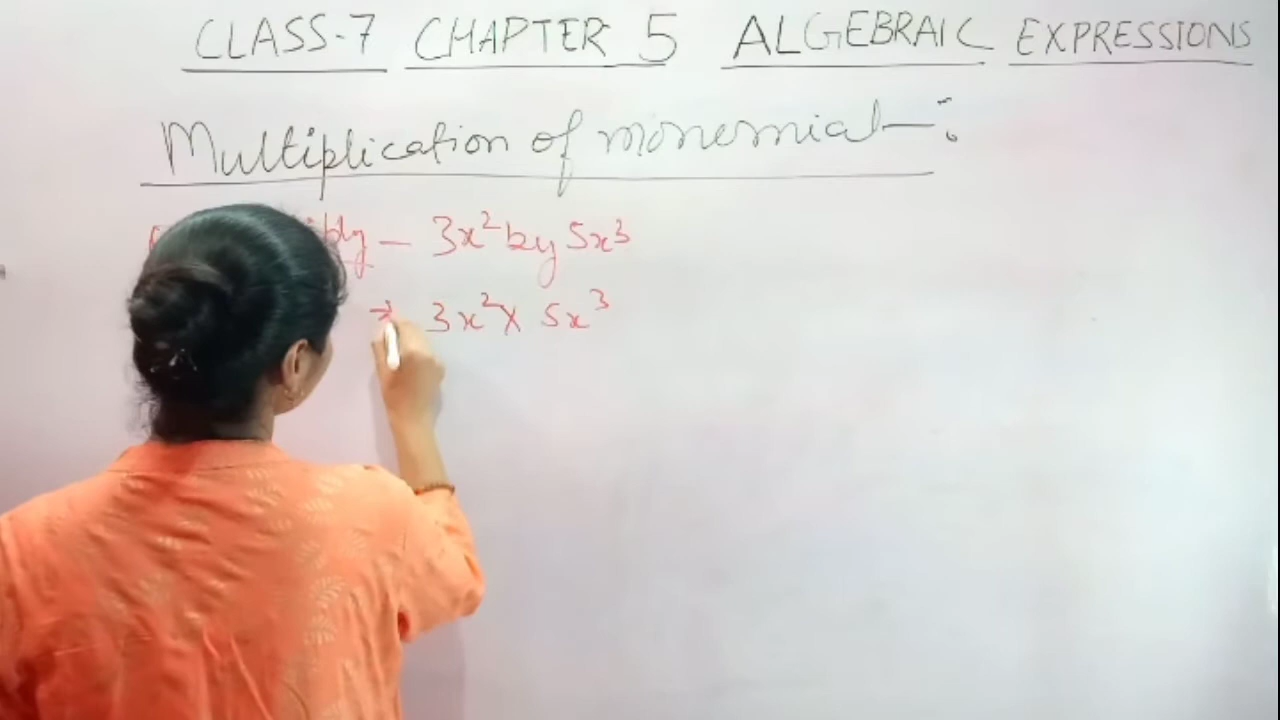 CLASS-7 CHAPTER 5 ALGEBRAIC EXPRESSIONS
Multiplication of monomial-:
- 3x² by 5x³
→ 3x² × 5x³